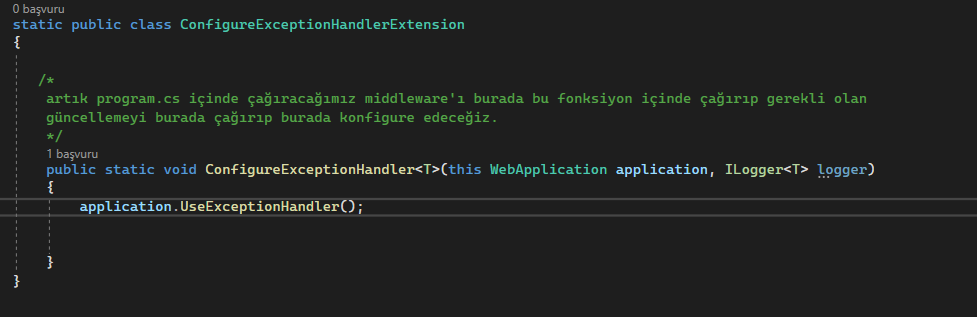 0 başvuru
static public class ConfigureExceptionHandlerExtension
{
/*
artık program.cs içinde çağıracağımız middleware'ı burada bu fonksiyon içinde çağırıp gerekli olan
güncellemeyi burada çağırıp burada konfigure edeceğiz.
*/
1 başvuru
public static void ConfigureExceptionHandler<T>(this WebApplication application, ILogger<T> logger)
{
application.UseExceptionHandler();
}
}